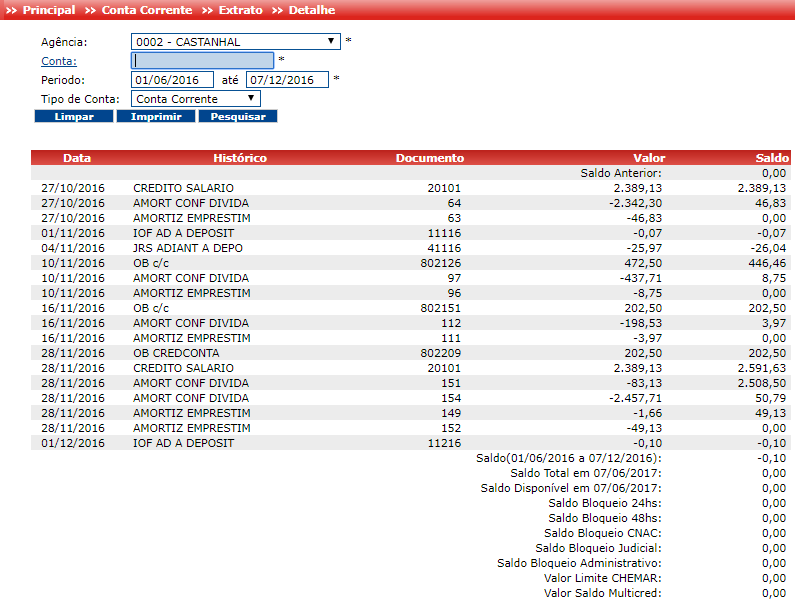 >> Principal >> Conta Corrente >> Extrato >> Detalhe
Agência: 0002 - CASTANHAL *
Conta: *
Periodo: 01/06/2016 até 07/12/2016 *
Tipo de Conta: Conta Corrente
Limpar Imprimir Pesquisar
Data Histórico Documento Valor Saldo
Saldo Anterior: 0,00
27/10/2016 CREDITO SALARIO 20101 2.389,13 2.389,13
27/10/2016 AMORT CONF DIVIDA 64 -2.342,30 46,83
27/10/2016 AMORTIZ EMPRESTIM 63 -46,83 0,00
01/11/2016 IOF AD A DEPOSIT 11116 -0,07 -0,07
04/11/2016 JRS ADIANT A DEPO 41116 -25,97 -26,04
10/11/2016 OB c/c 802126 472,50 446,46
10/11/2016 AMORT CONF DIVIDA 97 -437,71 8,75
10/11/2016 AMORTIZ EMPRESTIM 96 -8,75 0,00
16/11/2016 OB c/c 802151 202,50 202,50
16/11/2016 AMORT CONF DIVIDA 112 -198,53 3,97
16/11/2016 AMORTIZ EMPRESTIM 111 -3,97 0,00
28/11/2016 OB CREDCONTA 802209 202,50 202,50
28/11/2016 CREDITO SALARIO 20101 2.389,13 2.591,63
28/11/2016 AMORT CONF DIVIDA 151 -83,13 2.508,50
28/11/2016 AMORT CONF DIVIDA 154 -2.457,71 50,79
28/11/2016 AMORTIZ EMPRESTIM 149 -1,66 49,13
28/11/2016 AMORTIZ EMPRESTIM 152 -49,13 0,00
01/12/2016 IOF AD A DEPOSIT 11216 -0,10 -0,10
Saldo(01/06/2016 a 07/12/2016): -0,10
Saldo Total em 07/06/2017: 0,00
Saldo Disponível em 07/06/2017: 0,00
Saldo Bloqueio 24hs: 0,00
Saldo Bloqueio 48hs: 0,00
Saldo Bloqueio CNAC: 0,00
Saldo Bloqueio Judicial: 0,00
Saldo Bloqueio Administrativo: 0,00
Valor Limite CHEMAR: 0,00
Valor Saldo Multicred: 0,00